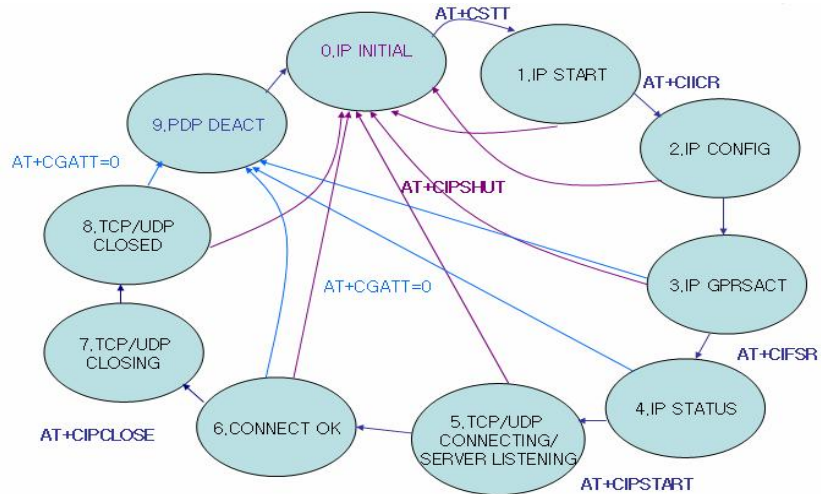 AT+CSTT
0,IP INITIAL
1,IP START
AT+CIICR
9,PDP DEACT
2,IP CONFIG
AT+CGATT=0
AT+CIPSHUT
8,TCP/UDP
CLOSED
AT+CGATT=0
3,IP GPRSACT
7,TCP/UDP
CLOSING
AT+CIFSR
4,IP STATUS
6,CONNECT OK
5,TCP/UDP
CONNECTING/
SERVER LISTENING
AT+CIPCLOSE
AT+CIPSTART